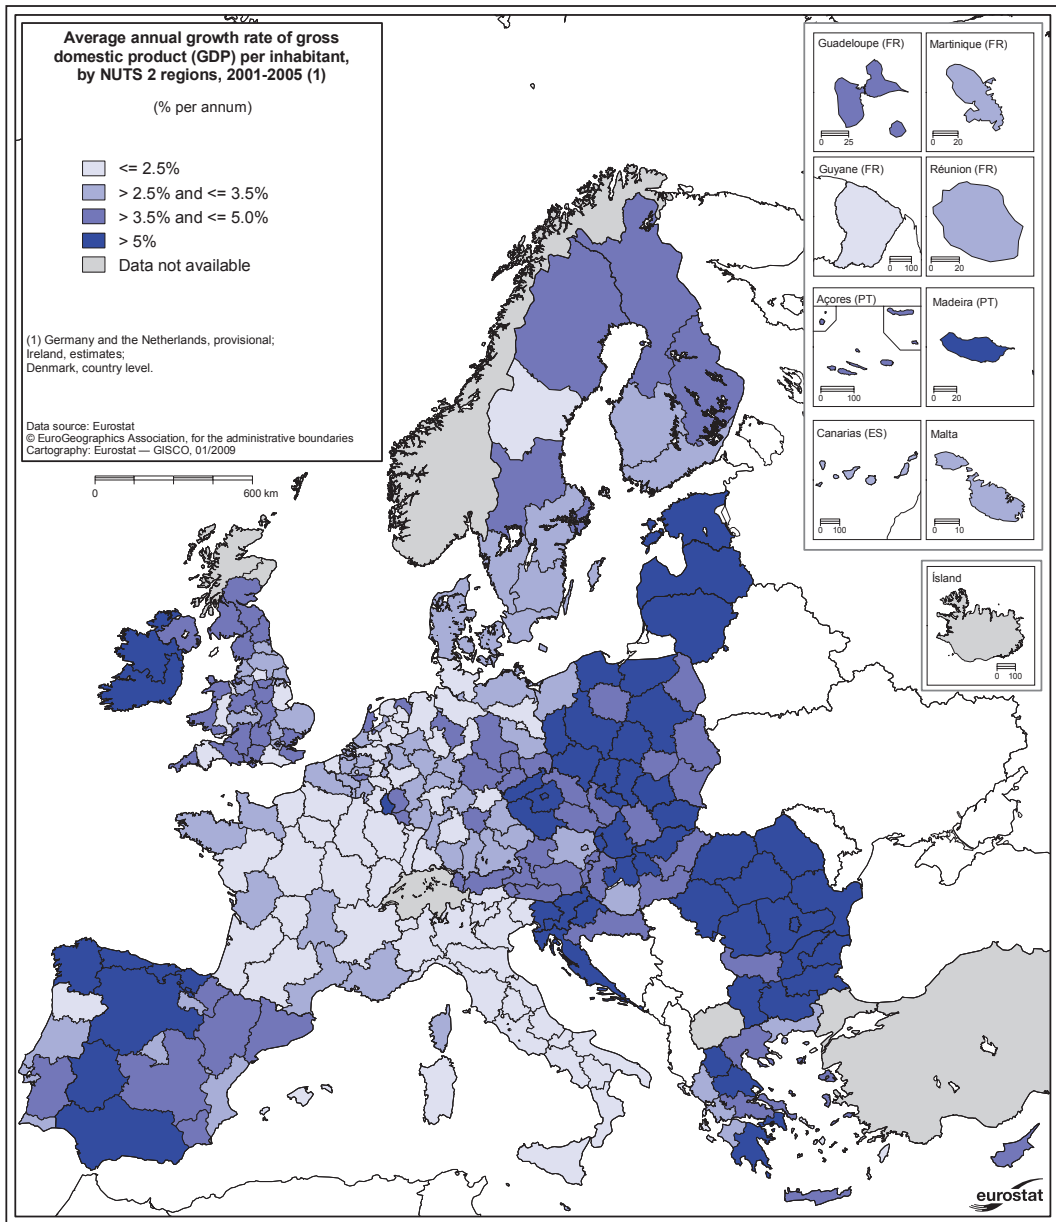 Average annual growth rate of gross
domestic product (GDP) per inhabitant,
by NUTS 2 regions, 2001-2005 (1)
(% per annum)
<= 2.5%
> 2.5% and <= 3.5%
> 3.5% and <= 5.0%
> 5%
Data not available
(1) Germany and the Netherlands, provisional;
Ireland, estimates;
Denmark, country level.
Data source: Eurostat
© EuroGeographics Association, for the administrative boundaries
Cartography: Eurostat — GISCO, 01/2009
0 600 km
Guadeloupe (FR)
0 25
Martinique (FR)
0 20
Guyane (FR)
0 100
Réunion (FR)
0 20
Açores (PT)
0 100
Madeira (PT)
0 20
Canarias (ES)
0 100
Malta
0 10
Ísland
0 100
eurostat